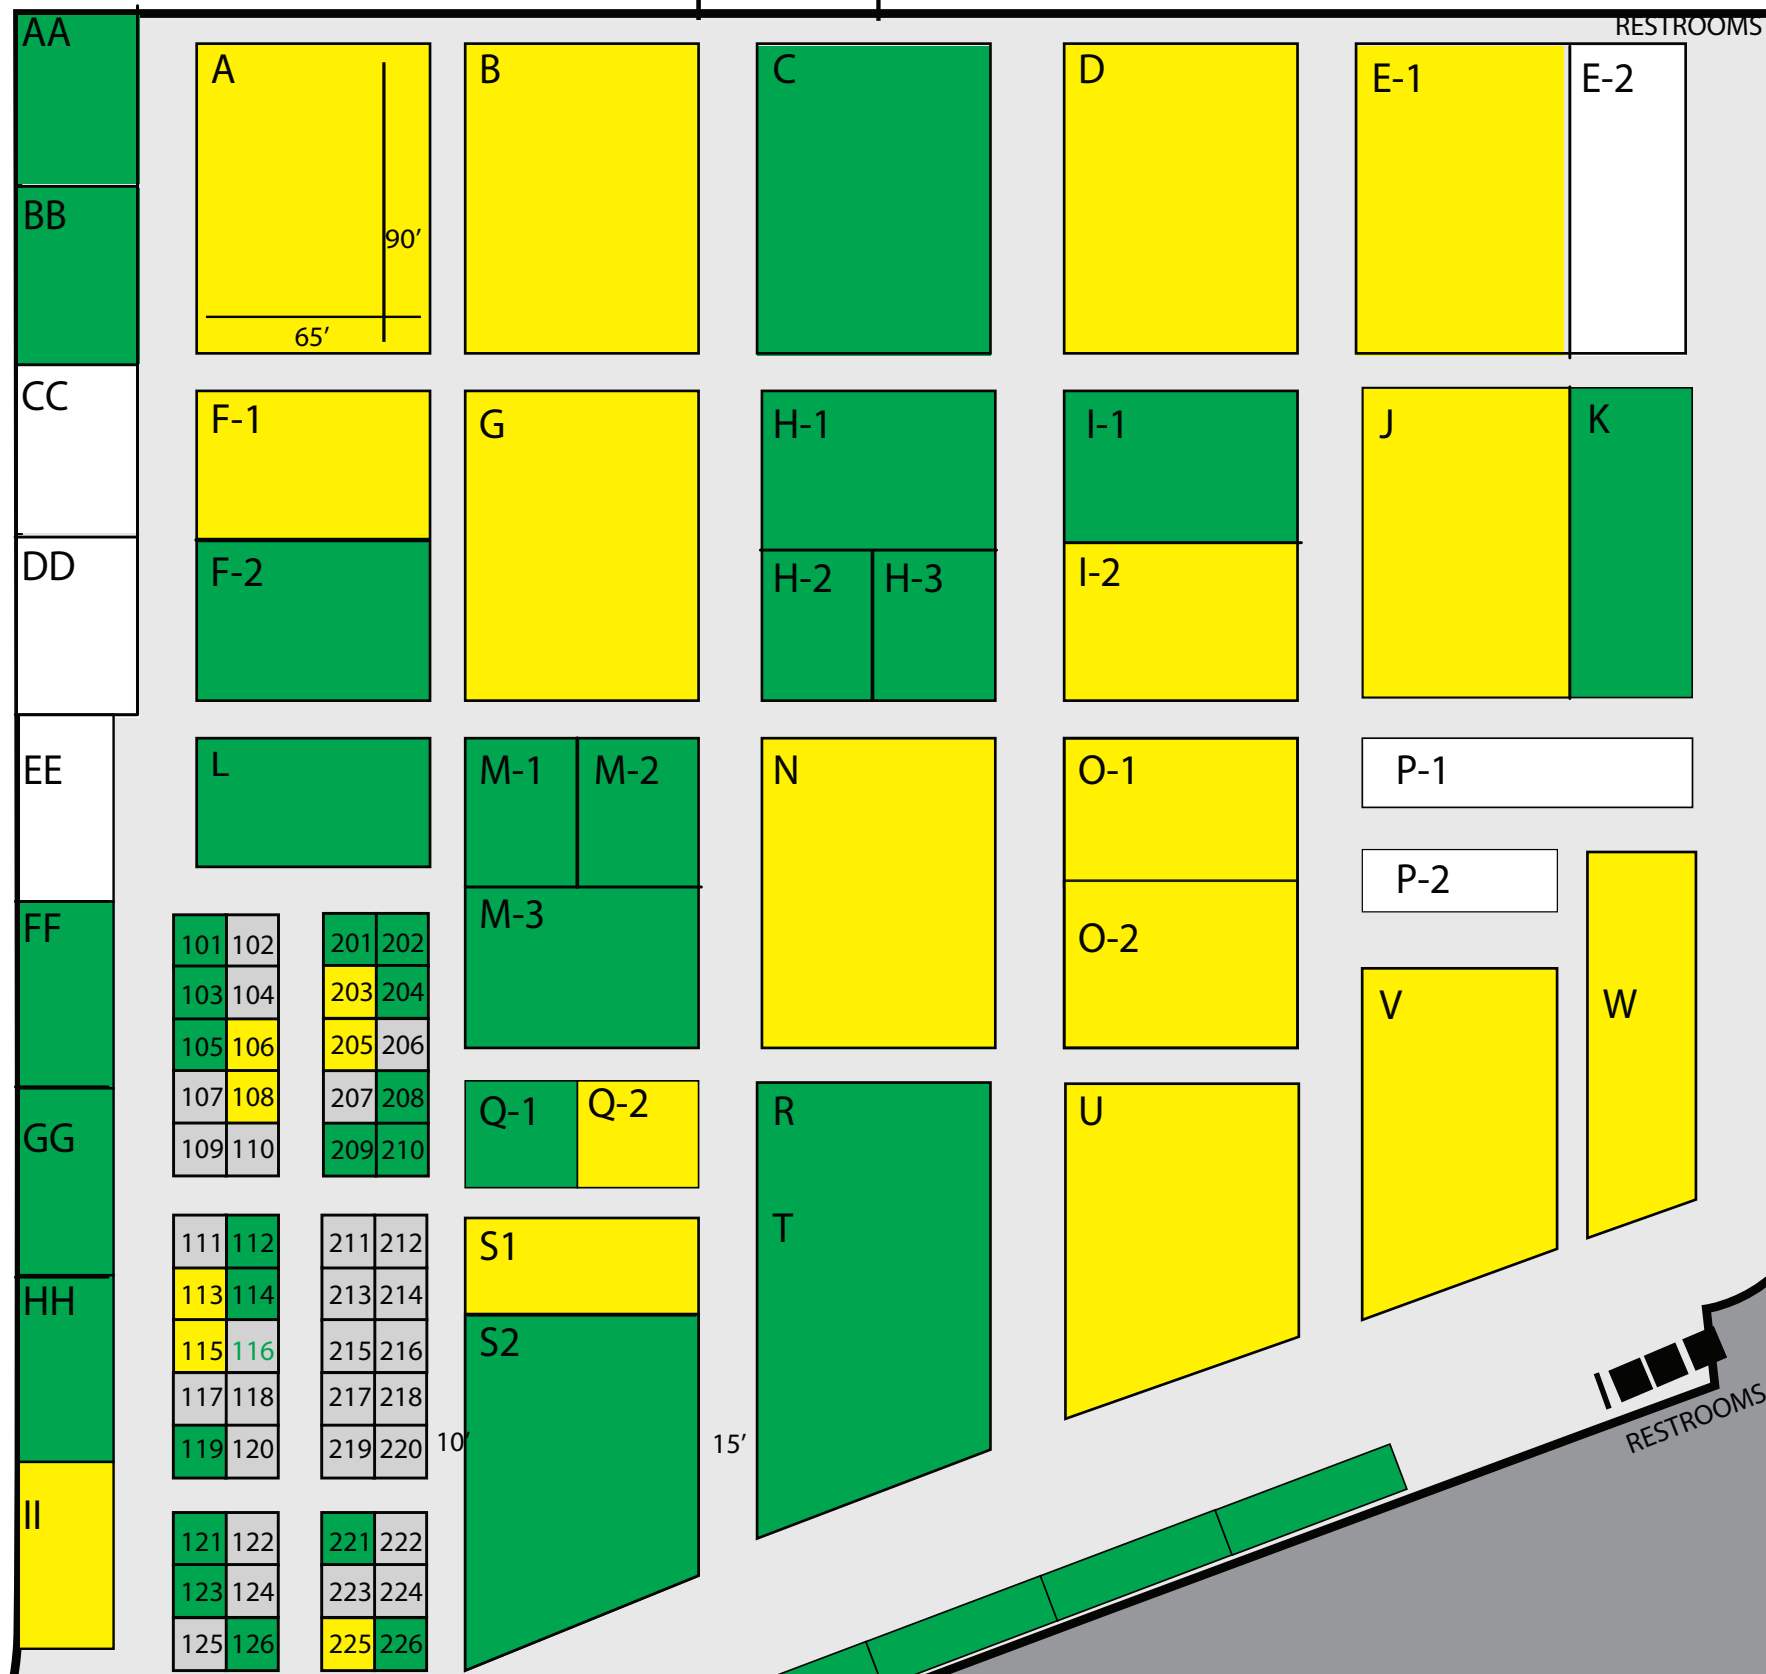 RESTROOMS
AA
A
B
C
D
E-1
E-2
BB
90’
65’
CC
F-1
G
H-1
I-1
J
K
DD
F-2
H-2
H-3
I-2
EE
L
M-1
M-2
N
O-1
P-1
P-2
FF
M-3
O-2
V
W
101 102
201 202
103 104
203 204
105 106
205 206
107 108
207 208
109 110
209 210
GG
Q-1
Q-2
R
U
T
111 112
211 212
S1
HH
113 114
213 214
115 116
215 216
S2
117 118
217 218
119 120
219 220
10’
15’
RESTROOMS
II
121 122
221 222
123 124
223 224
125 126
225 226